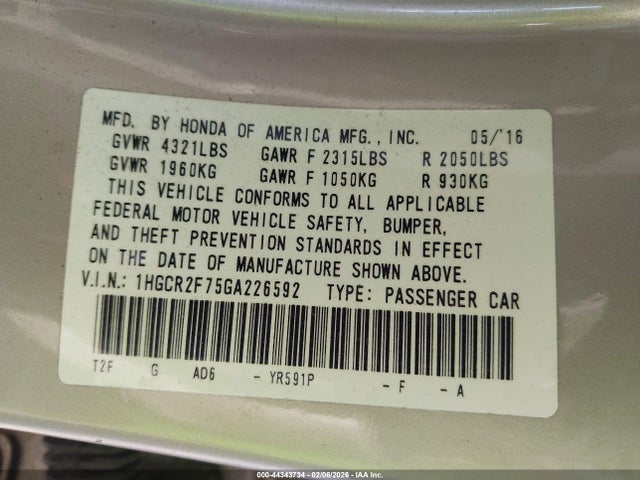 MFD. BY HONDA OF AMERICA MFG., INC. 05/'16
GVWR 4321LBS GAWR F 2315LBS R 2050LBS
GVWR 1960KG GAWR F 1050KG R 930KG
THIS VEHICLE CONFORMS TO ALL APPLICABLE
FEDERAL MOTOR VEHICLE SAFETY, BUMPER,
AND THEFT PREVENTION STANDARDS IN EFFECT
ON THE DATE OF MANUFACTURE SHOWN ABOVE.
V.I.N.: 1HGCR2F75GA226592 TYPE: PASSENGER CAR
T2F G AD6 - YR591P - F - A
000-44343734 - 02/06/2026 - IAA Inc.